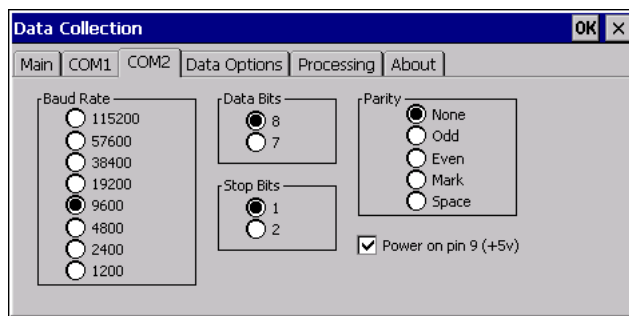 Data Collection OK ×
Main COM1 COM2 Data Options Processing About
Baud Rate
115200
57600
38400
19200
9600
4800
2400
1200
Data Bits
8
7
Stop Bits
1
2
Parity
None
Odd
Even
Mark
Space
Power on pin 9 (+5v)